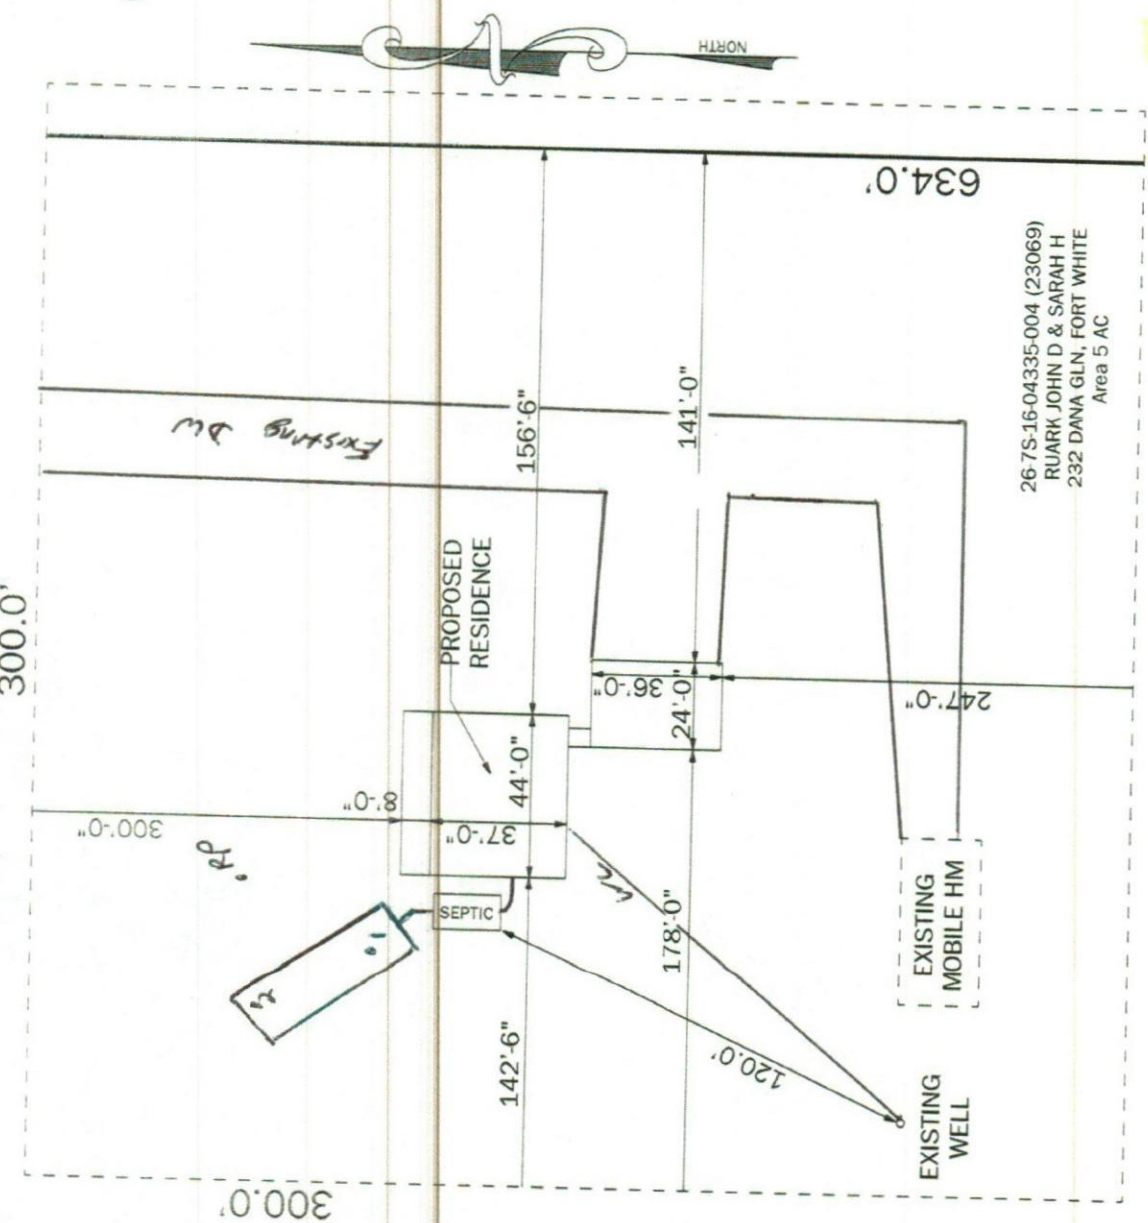 NORTH
634.0'
300.0'
300.0'
26-7S-16-04335-004 (23069)
RUARK JOHN D & SARAH H
232 DANA GLN, FORT WHITE
Area 5 AC
Existing DW
156'-6"
141'-0"
PROPOSED
RESIDENCE
36'-0"
24'-0"
247'-0"
300'-0"
8'-0"
44'-0"
37'-0"
SEPTIC
178'-0"
142'-6"
120.0'
EXISTING
MOBILE HM
EXISTING
WELL